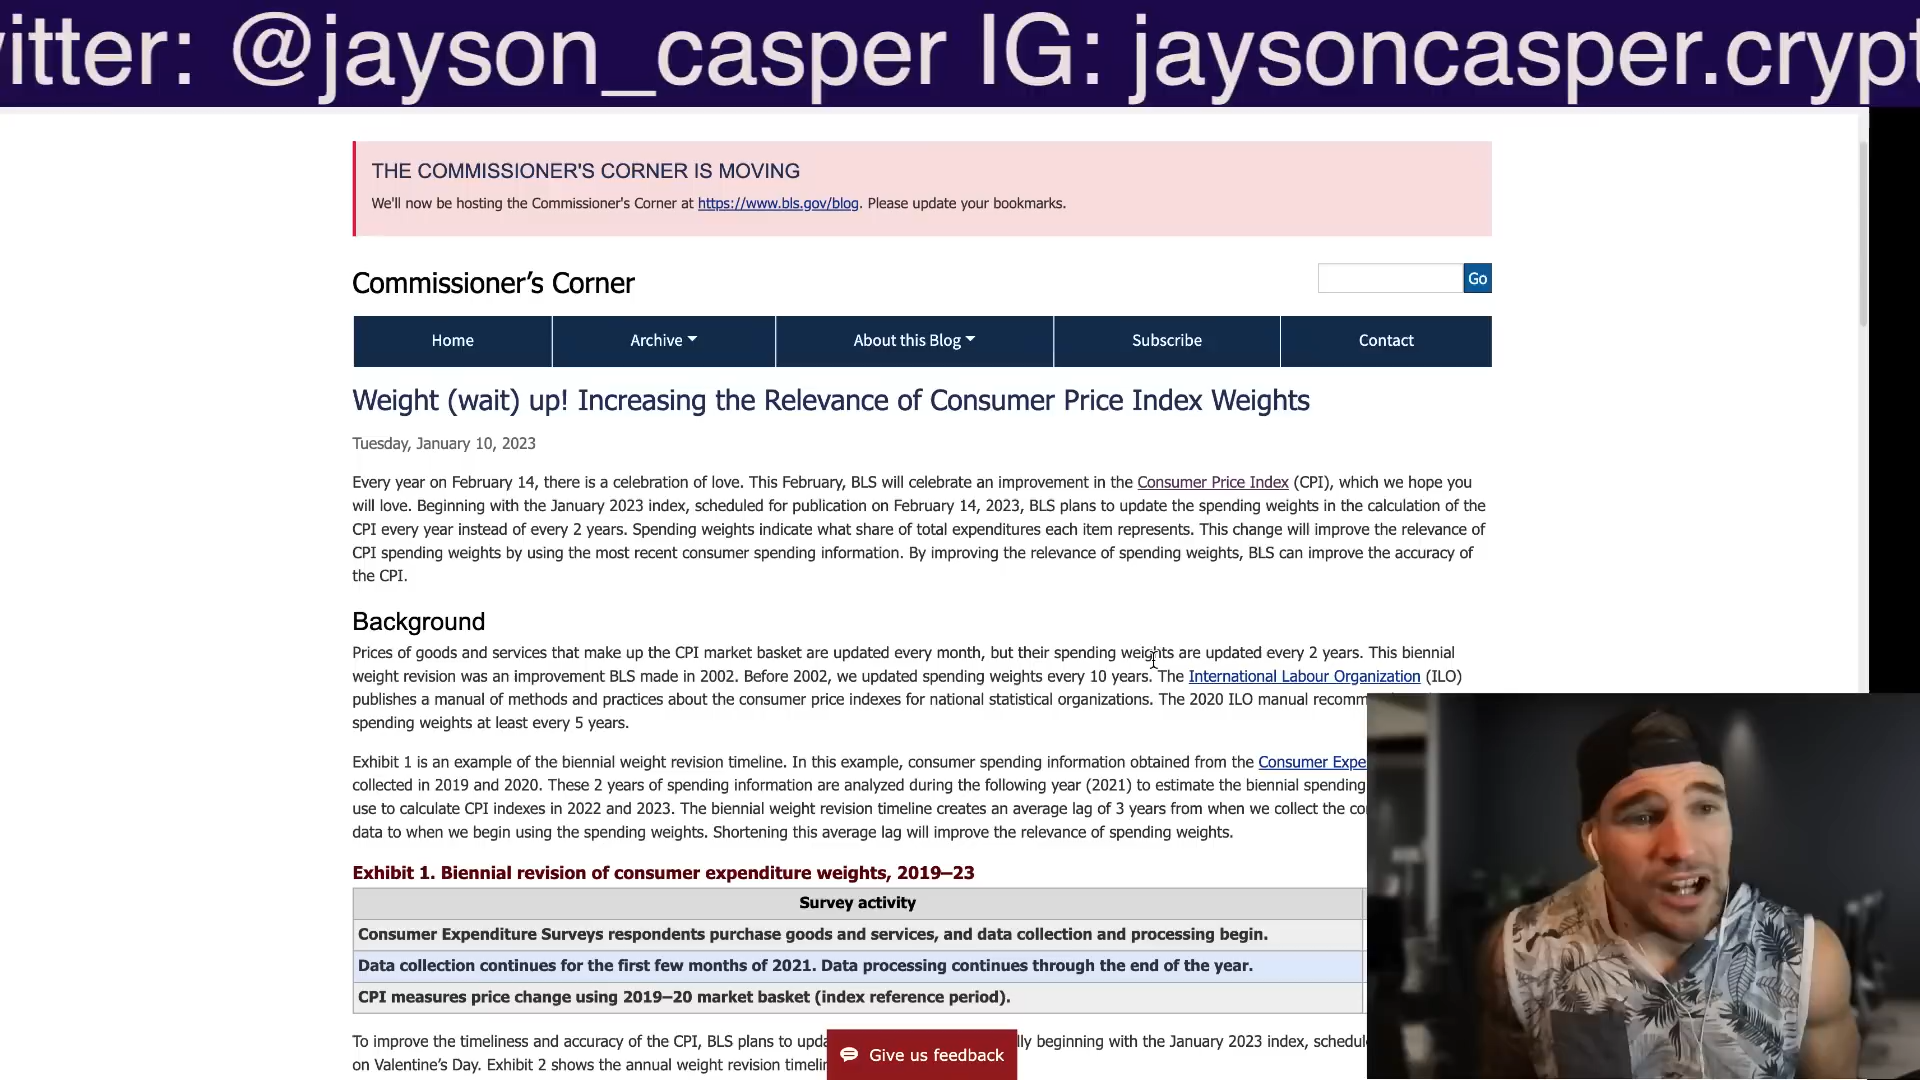 itter: @jayson_casper IG: jaysoncasper.crypt
THE COMMISSIONER'S CORNER IS MOVING
We'll now be hosting the Commissioner's Corner at https://www.bls.gov/blog. Please update your bookmarks.
Commissioner's Corner
Go
Home Archive About this Blog Subscribe Contact
Weight (wait) up! Increasing the Relevance of Consumer Price Index Weights
Tuesday, January 10, 2023
Every year on February 14, there is a celebration of love. This February, BLS will celebrate an improvement in the Consumer Price Index (CPI), which we hope you
will love. Beginning with the January 2023 index, scheduled for publication on February 14, 2023, BLS plans to update the spending weights in the calculation of the
CPI every year instead of every 2 years. Spending weights indicate what share of total expenditures each item represents. This change will improve the relevance of
CPI spending weights by using the most recent consumer spending information. By improving the relevance of spending weights, BLS can improve the accuracy of
the CPI.
Background
Prices of goods and services that make up the CPI market basket are updated every month, but their spending weights are updated every 2 years. This biennial
weight revision was an improvement BLS made in 2002. Before 2002, we updated spending weights every 10 years. The International Labour Organization (ILO)
publishes a manual of methods and practices about the consumer price indexes for national statistical organizations. The 2020 ILO manual recomm
spending weights at least every 5 years.
Exhibit 1 is an example of the biennial weight revision timeline. In this example, consumer spending information obtained from the Consumer Expe
collected in 2019 and 2020. These 2 years of spending information are analyzed during the following year (2021) to estimate the biennial spending
use to calculate CPI indexes in 2022 and 2023. The biennial weight revision timeline creates an average lag of 3 years from when we collect the co
data to when we begin using the spending weights. Shortening this average lag will improve the relevance of spending weights.
Exhibit 1. Biennial revision of consumer expenditure weights, 2019–23
Survey activity
Consumer Expenditure Surveys respondents purchase goods and services, and data collection and processing begin.
Data collection continues for the first few months of 2021. Data processing continues through the end of the year.
CPI measures price change using 2019–20 market basket (index reference period).
To improve the timeliness and accuracy of the CPI, BLS plans to upda lly beginning with the January 2023 index, schedul
on Valentine's Day. Exhibit 2 shows the annual weight revision timelin
Give us feedback